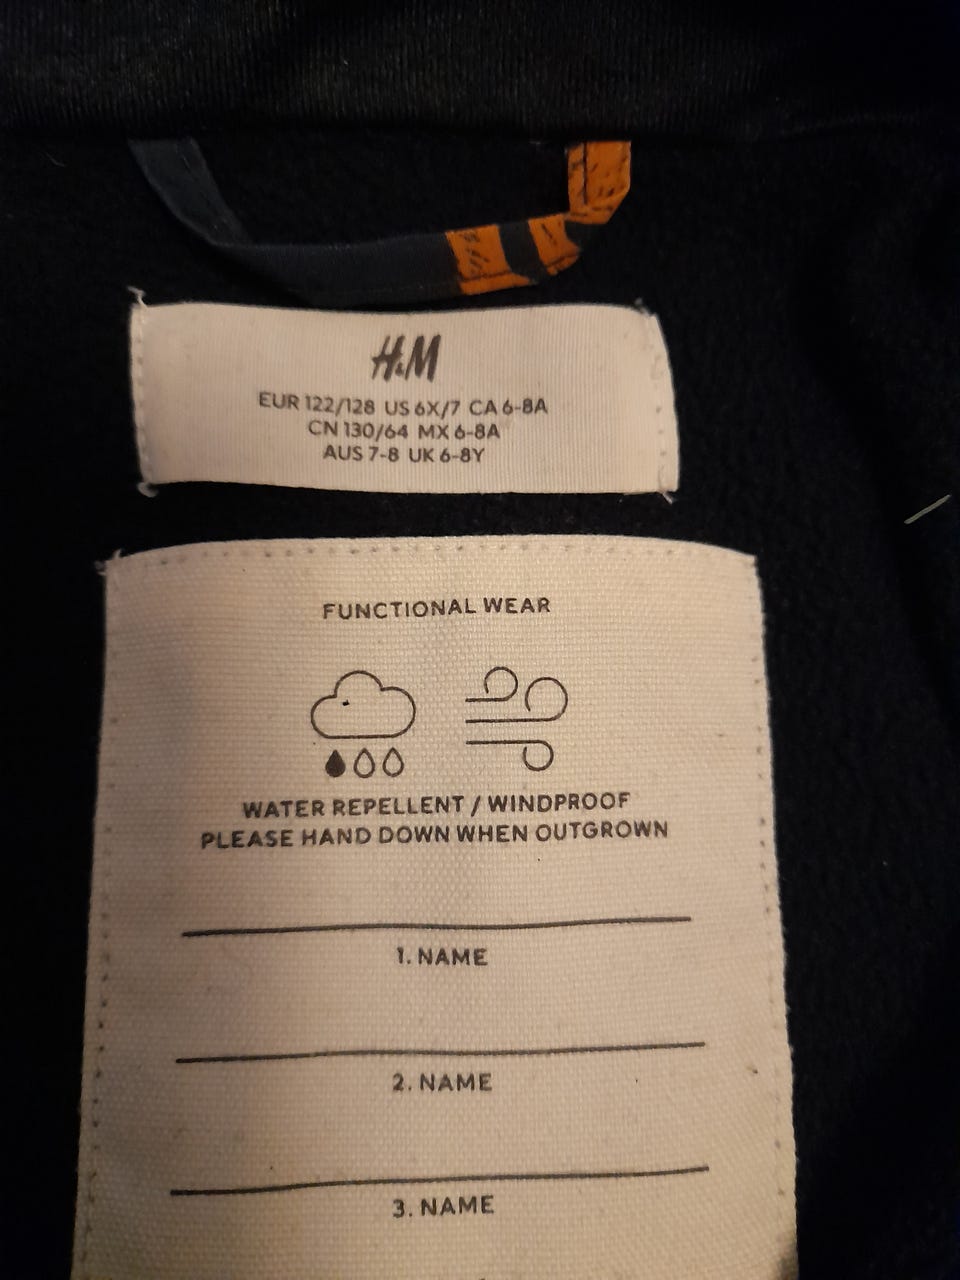 H&M
EUR 122/128 US 6X/7 CA 6-8A
CN 130/64 MX 6-8A
AUS 7-8 UK 6-8Y
FUNCTIONAL WEAR
WATER REPELLENT / WINDPROOF
PLEASE HAND DOWN WHEN OUTGROWN
1. NAME
2. NAME
3. NAME